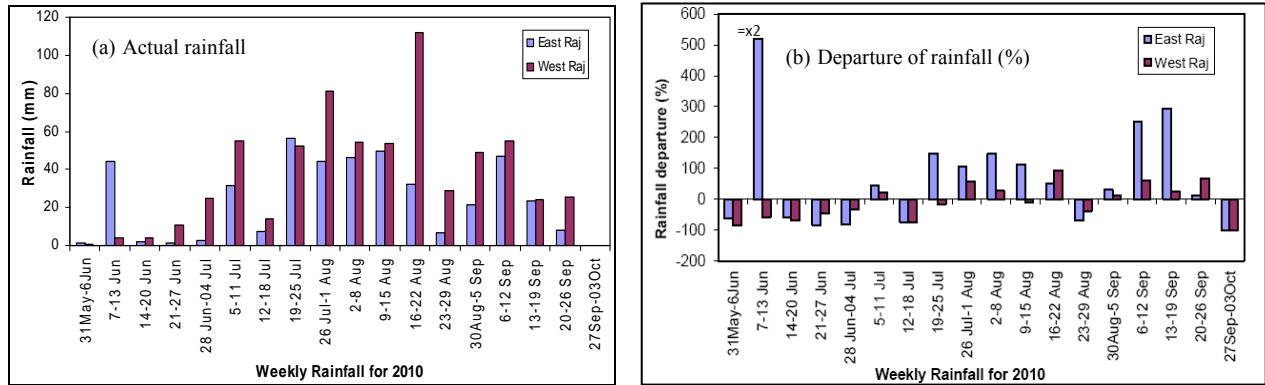 (a) Actual rainfall
East Raj
West Raj
Rainfall (mm)
120
100
80
60
40
20
0
31May-6Jun
7-13 Jun
14-20 Jun
21-27 Jun
28 Jun-04 Jul
5-11 Jul
12-18 Jul
19-25 Jul
26 Jul-1 Aug
2-8 Aug
9-15 Aug
16-22 Aug
23-29 Aug
30Aug-5 Sep
6-12 Sep
13-19 Sep
20-26 Sep
27Sep-03Oct
Weekly Rainfall for 2010
(b) Departure of rainfall (%)
=x2
East Raj
West Raj
Rainfall departure (%)
600
500
400
300
200
100
0
-100
-200
31May-6Jun
7-13 Jun
14-20 Jun
21-27 Jun
28 Jun-04 Jul
5-11 Jul
12-18 Jul
19-25 Jul
26 Jul-1 Aug
2-8 Aug
9-15 Aug
16-22 Aug
23-29 Aug
30Aug-5 Sep
6-12 Sep
13-19 Sep
20-26 Sep
27Sep-03Oct
Weekly Rainfall for 2010